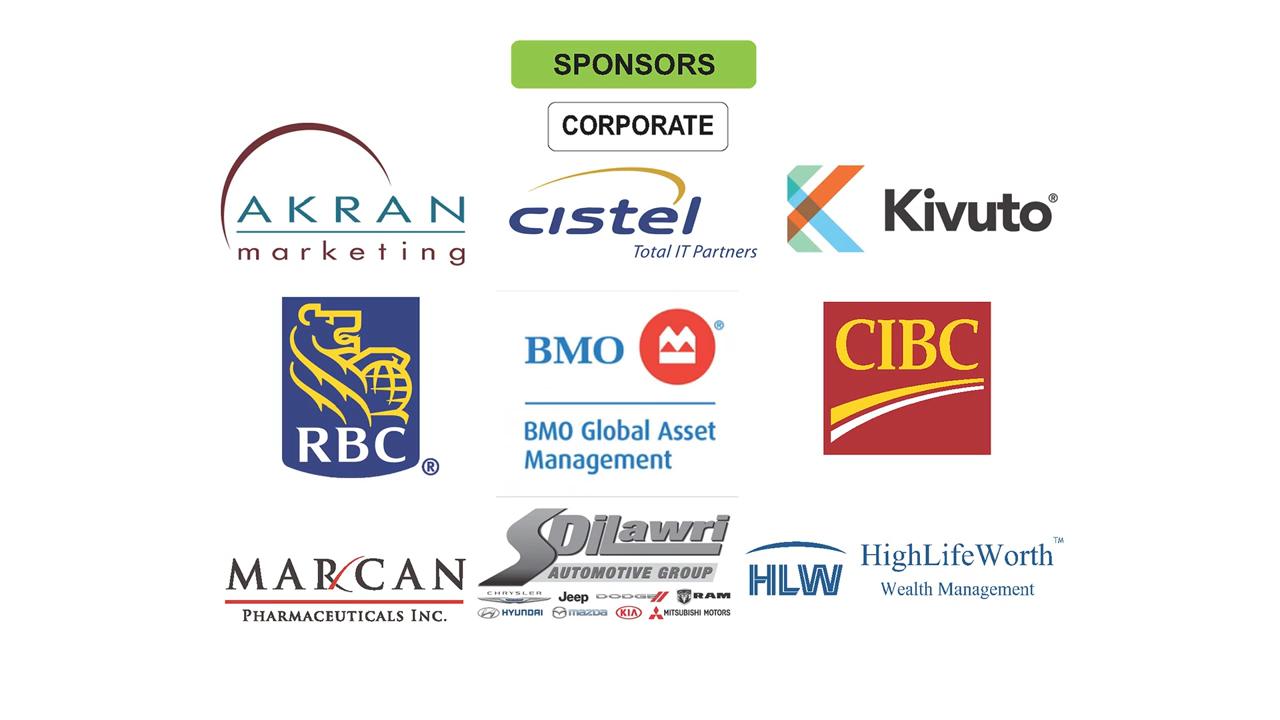 SPONSORS
CORPORATE
AKRAN
marketing
cistel
Total IT Partners
Kivuto®
RBC®
BMO®
BMO Global Asset
Management
CIBC
MARCAN
PHARMACEUTICALS INC.
Dilawri
AUTOMOTIVE GROUP
CHRYSLER Jeep DODGE RAM
HYUNDAI mazda KIA MITSUBISHI MOTORS
HLW
HighLifeWorth™
Wealth Management